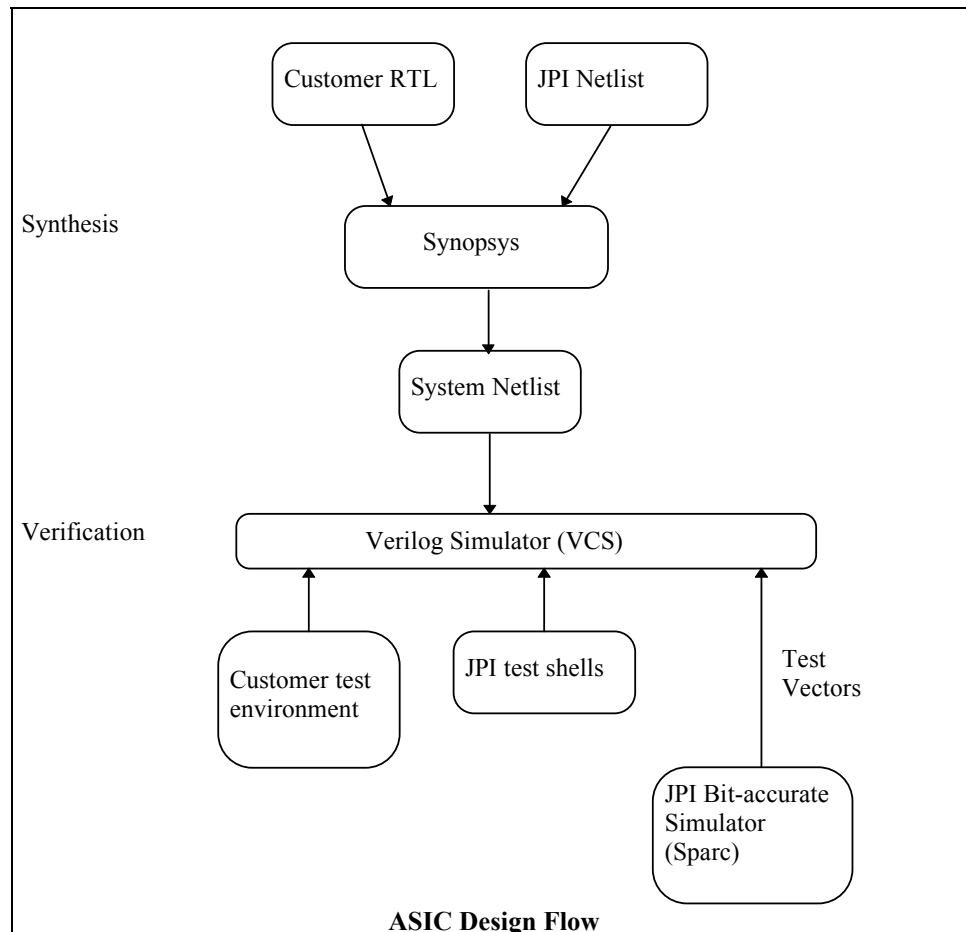 Customer RTL
JPI Netlist
Synthesis
Synopsys
System Netlist
Verification
Verilog Simulator (VCS)
Customer test
environment
JPI test shells
Test
Vectors
JPI Bit-accurate
Simulator
(Sparc)
ASIC Design Flow